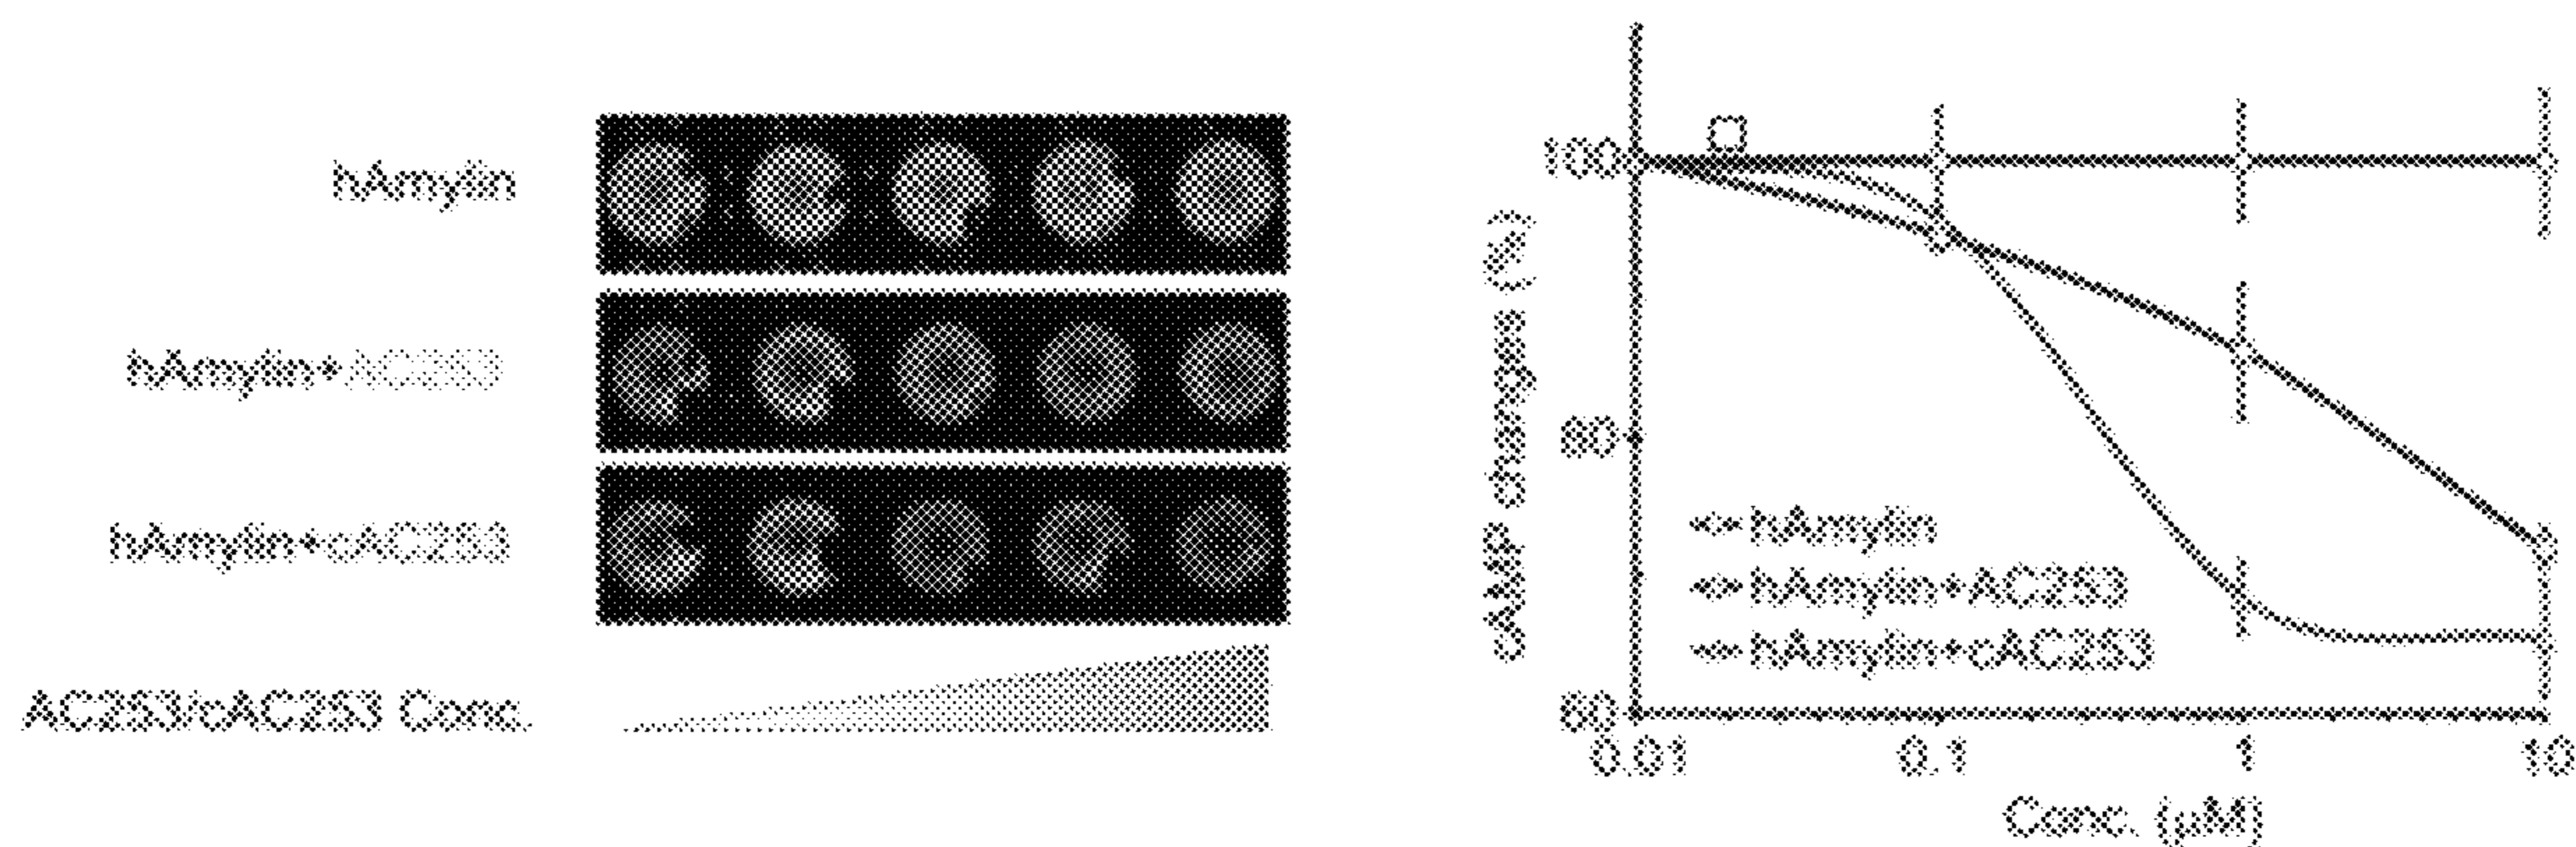 hAmylin
hAmylin+AC253
hAmylin+cAC253
AC253/cAC253 Conc.
cAMP changes (%)
100
80
60
0.01 0.1 1 10
Conc. (μM)
hAmylin
hAmylin+AC253
hAmylin+cAC253